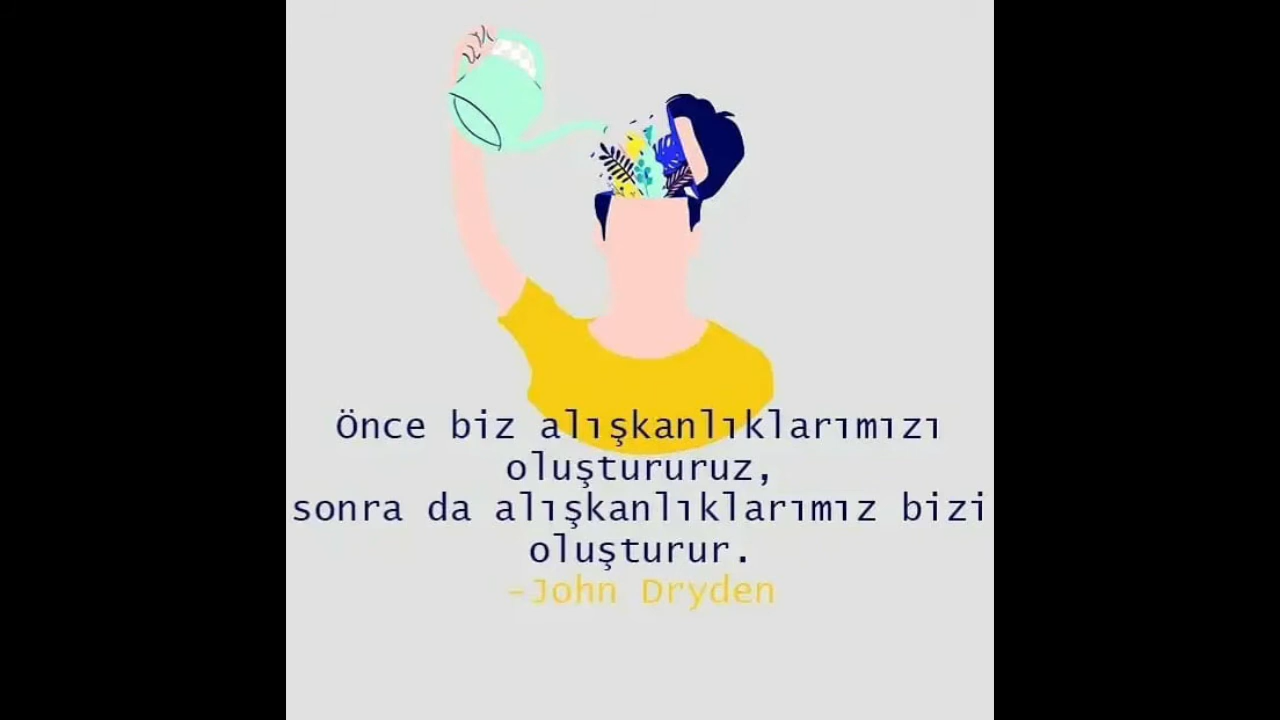 Önce biz alışkanlıklarımızı
oluştururuz,
sonra da alışkanlıklarımız bizi
oluşturur.
-John Dryden